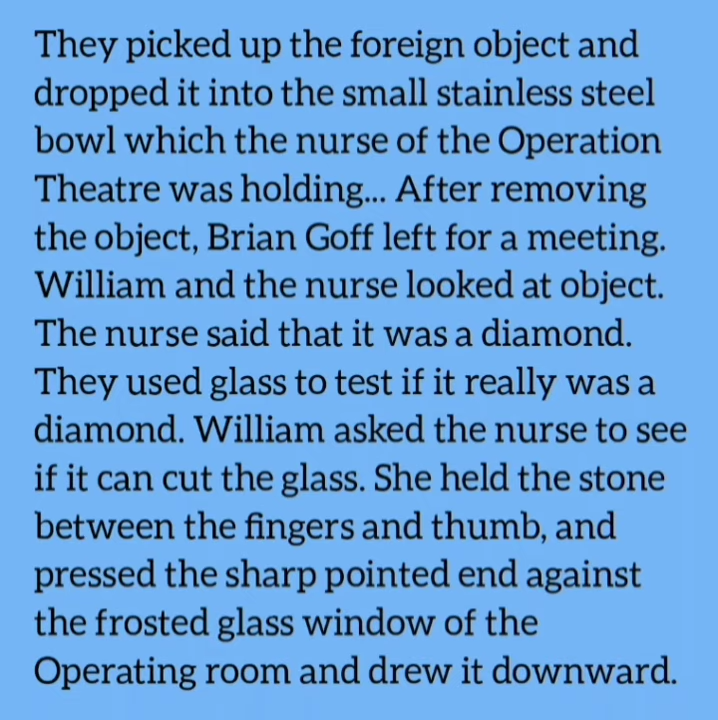 They picked up the foreign object and
dropped it into the small stainless steel
bowl which the nurse of the Operation
Theatre was holding... After removing
the object, Brian Goff left for a meeting.
William and the nurse looked at object.
The nurse said that it was a diamond.
They used glass to test if it really was a
diamond. William asked the nurse to see
if it can cut the glass. She held the stone
between the fingers and thumb, and
pressed the sharp pointed end against
the frosted glass window of the
Operating room and drew it downward.